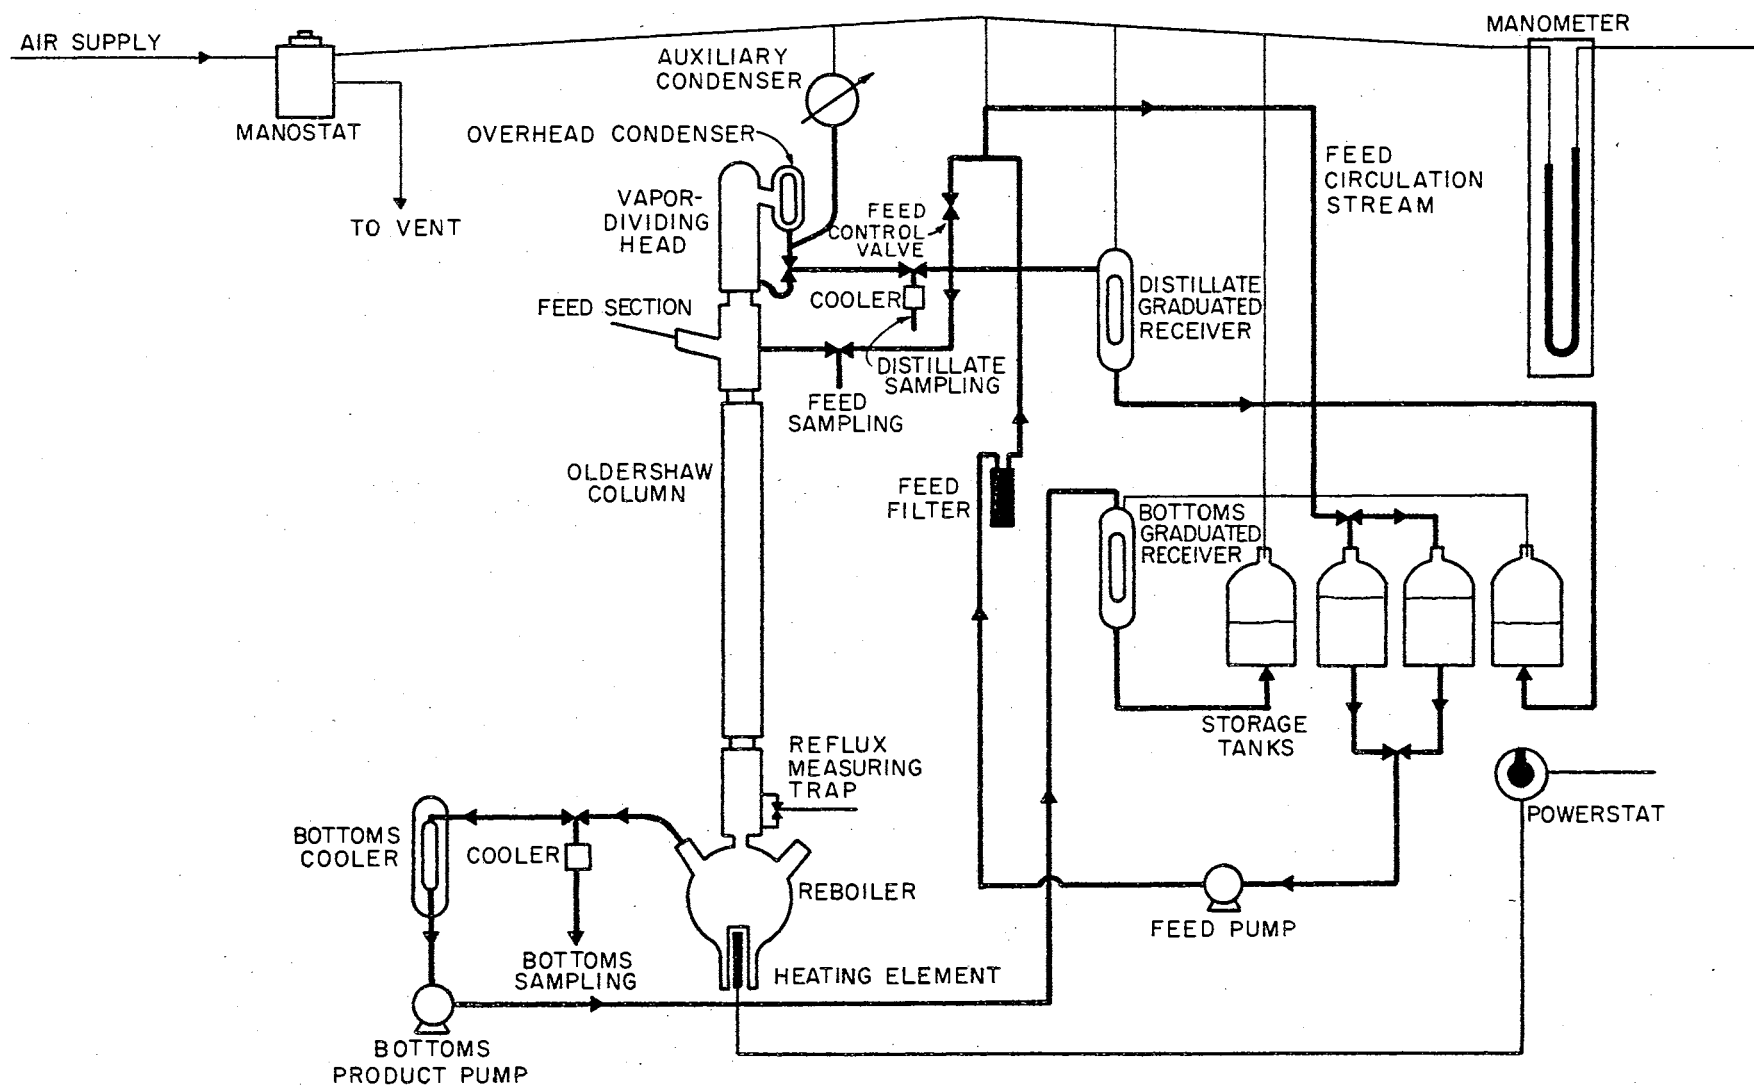 AIR SUPPLY
MANOSTAT
TO VENT
AUXILIARY
CONDENSER
OVERHEAD CONDENSER
VAPOR-
DIVIDING
HEAD
FEED
CONTROL
VALVE
FEED SECTION
COOLER
DISTILLATE
SAMPLING
FEED
SAMPLING
MANOMETER
FEED
CIRCULATION
STREAM
DISTILLATE
GRADUATED
RECEIVER
OLDERSHAW
COLUMN
FEED
FILTER
BOTTOMS
GRADUATED
RECEIVER
STORAGE
TANKS
REFLUX
MEASURING
TRAP
POWERSTAT
BOTTOMS
COOLER
COOLER
REBOILER
FEED PUMP
BOTTOMS
SAMPLING
HEATING ELEMENT
BOTTOMS
PRODUCT PUMP